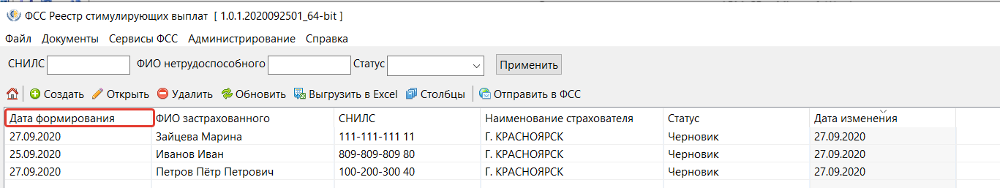 ФСС Реестр стимулирующих выплат [ 1.0.1.2020092501_64-bit ]
Файл Документы Сервисы ФСС Администрирование Справка
СНИЛС ФИО нетрудоспособного Статус Применить
Создать Открыть Удалить Обновить Выгрузить в Excel Столбцы Отправить в ФСС
Дата формирования ФИО застрахованного СНИЛС Наименование страхователя Статус Дата изменения
27.09.2020 Зайцева Марина 111-111-111 11 Г. КРАСНОЯРСК Черновик 27.09.2020
25.09.2020 Иванов Иван 809-809-809 80 Г. КРАСНОЯРСК Черновик 27.09.2020
27.09.2020 Петров Пётр Петрович 100-200-300 40 Г. КРАСНОЯРСК Черновик 27.09.2020